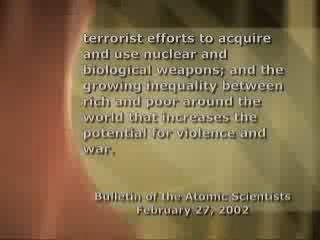 terrorist efforts to acquire
and use nuclear and
biological weapons; and the
growing inequality between
rich and poor around the
world that increases the
potential for violence and
war.
Bulletin of the Atomic Scientists
February 27, 2002